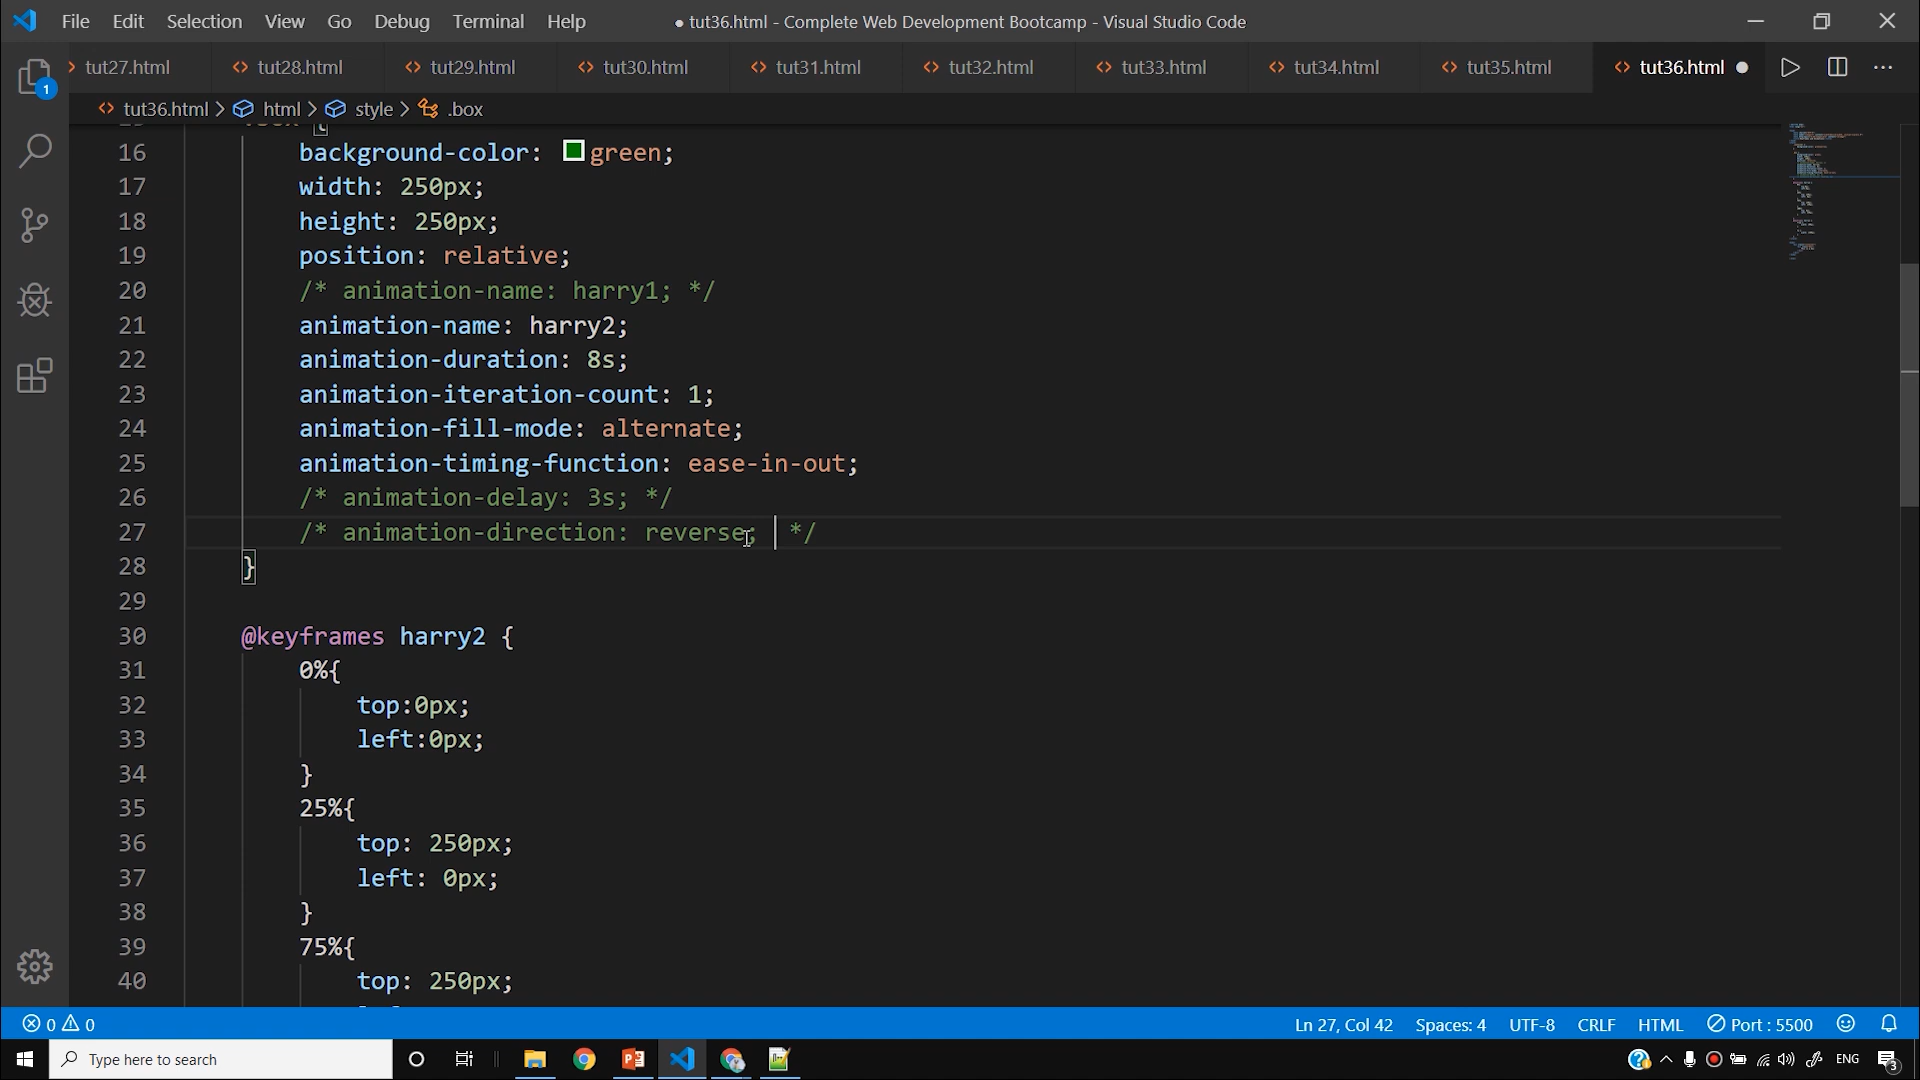 File Edit Selection View Go Debug Terminal Help
● tut36.html - Complete Web Development Bootcamp - Visual Studio Code
tut27.html tut28.html tut29.html tut30.html tut31.html tut32.html tut33.html tut34.html tut35.html tut36.html
tut36.html > html > style > .box
16 background-color: green;
17 width: 250px;
18 height: 250px;
19 position: relative;
20 /* animation-name: harry1; */
21 animation-name: harry2;
22 animation-duration: 8s;
23 animation-iteration-count: 1;
24 animation-fill-mode: alternate;
25 animation-timing-function: ease-in-out;
26 /* animation-delay: 3s; */
27 /* animation-direction: reverse; */
28 }
29
30 @keyframes harry2 {
31 0%{
32 top:0px;
33 left:0px;
34 }
35 25%{
36 top: 250px;
37 left: 0px;
38 }
39 75%{
40 top: 250px;
0 0 Ln 27, Col 42 Spaces: 4 UTF-8 CRLF HTML Port : 5500
Type here to search
ENG
3
1